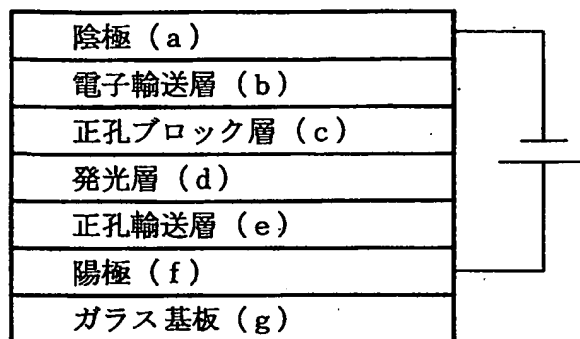 陰極（a）
電子輸送層（b）
正孔ブロック層（c）
発光層（d）
正孔輸送層（e）
陽極（f）
ガラス基板（g）